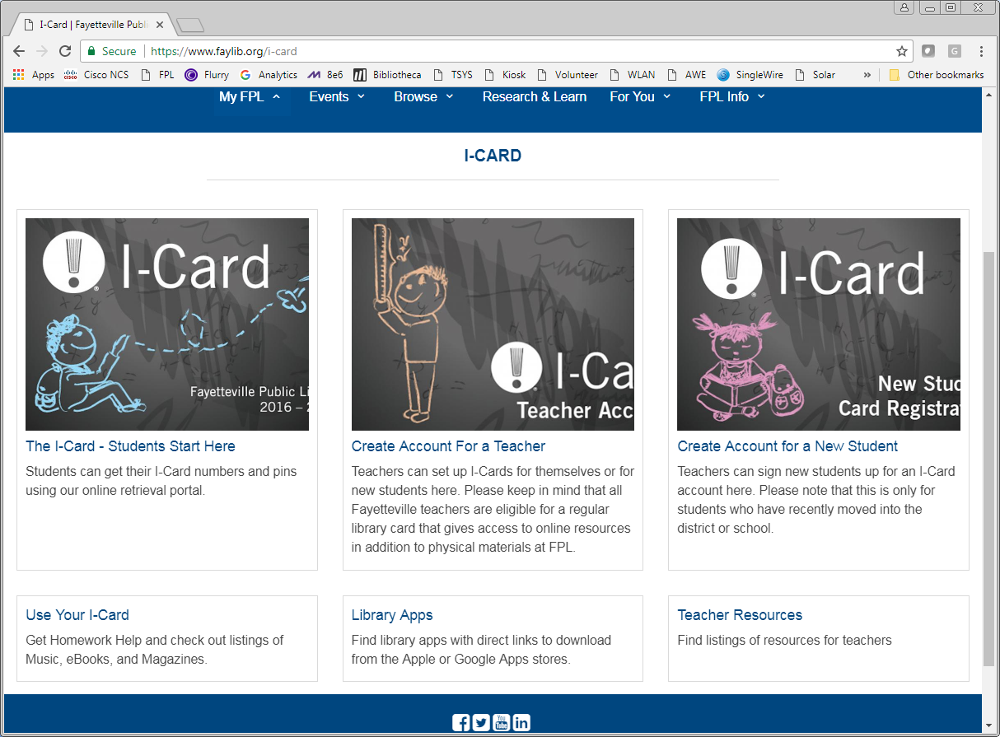 I-Card | Fayetteville Publi
Secure
https://www.faylib.org/i-card
G
Apps
Cisco NCS
FPL
Flurry
Analytics
8e6
Bibliotheca
TSYS
Kiosk
Volunteer
WLAN
AWE
SingleWire
Solar
»
Other bookmarks
My FPL
Events
Browse
Research & Learn
For You
FPL Info
I-CARD
I-Card
Fayetteville Public Li
2016 – 2
The I-Card - Students Start Here
Students can get their I-Card numbers and pins
using our online retrieval portal.
I-Ca
Teacher Acc
Create Account For a Teacher
Teachers can set up I-Cards for themselves or for
new students here. Please keep in mind that all
Fayetteville teachers are eligible for a regular
library card that gives access to online resources
in addition to physical materials at FPL.
I-Card
New Stud
Card Registra
Create Account for a New Student
Teachers can sign new students up for an I-Card
account here. Please note that this is only for
students who have recently moved into the
district or school.
Use Your I-Card
Get Homework Help and check out listings of
Music, eBooks, and Magazines.
Library Apps
Find library apps with direct links to download
from the Apple or Google Apps stores.
Teacher Resources
Find listings of resources for teachers